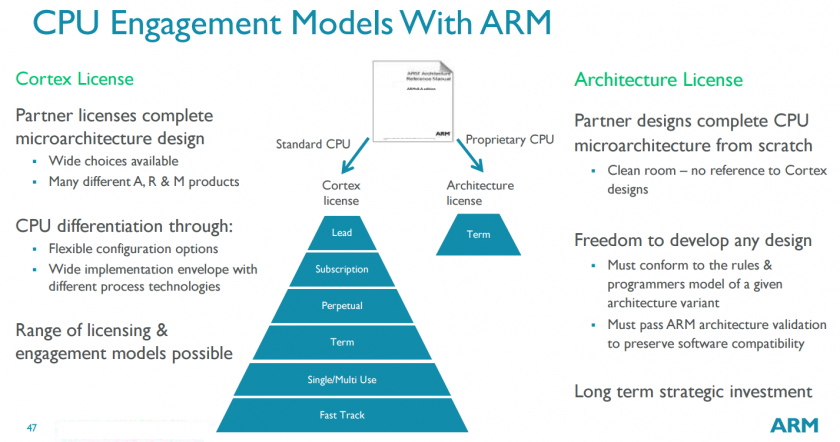 CPU Engagement Models With ARM
Cortex License
Partner licenses complete
microarchitecture design
▪ Wide choices available
▪ Many different A, R & M products
CPU differentiation through:
▪ Flexible configuration options
▪ Wide implementation envelope with
different process technologies
Range of licensing &
engagement models possible
ARM® Architecture
Reference Manual
ARM
Standard CPU
Proprietary CPU
Cortex
license
Lead
Subscription
Perpetual
Term
Single/Multi Use
Fast Track
Architecture
license
Term
Architecture License
Partner designs complete CPU
microarchitecture from scratch
▪ Clean room – no reference to Cortex
designs
Freedom to develop any design
▪ Must conform to the rules &
programmers model of a given
architecture variant
▪ Must pass ARM architecture validation
to preserve software compatibility
Long term strategic investment
47
ARM